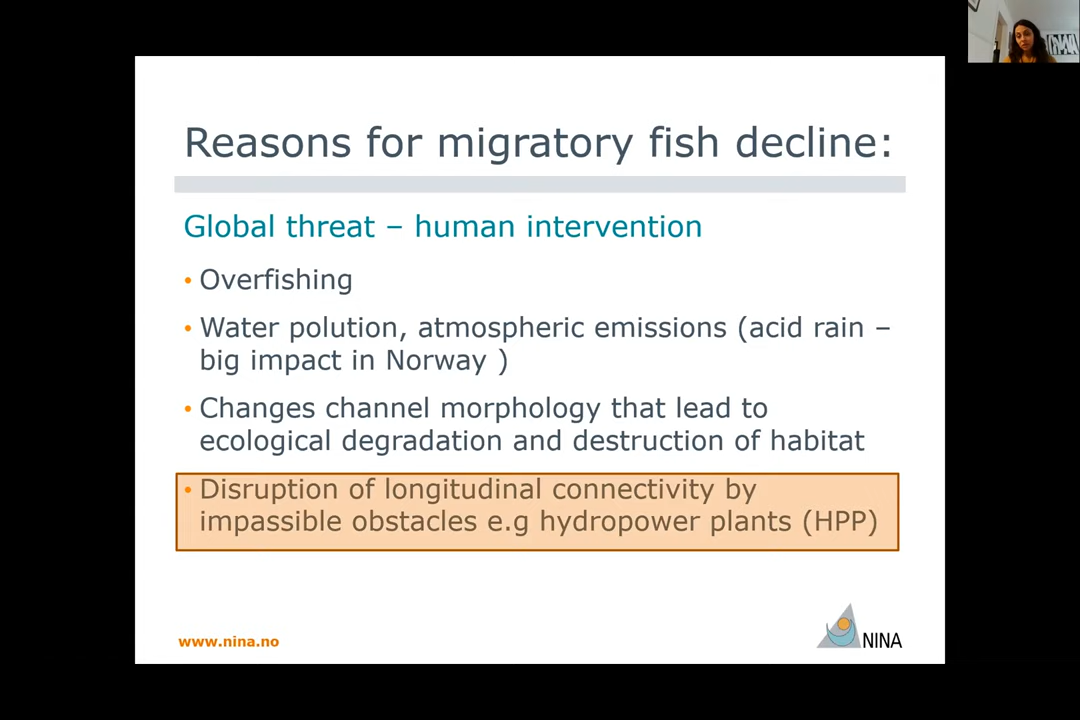 Reasons for migratory fish decline:
Global threat – human intervention
• Overfishing
• Water polution, atmospheric emissions (acid rain –
big impact in Norway )
• Changes channel morphology that lead to
ecological degradation and destruction of habitat
• Disruption of longitudinal connectivity by
impassible obstacles e.g hydropower plants (HPP)
www.nina.no
NINA